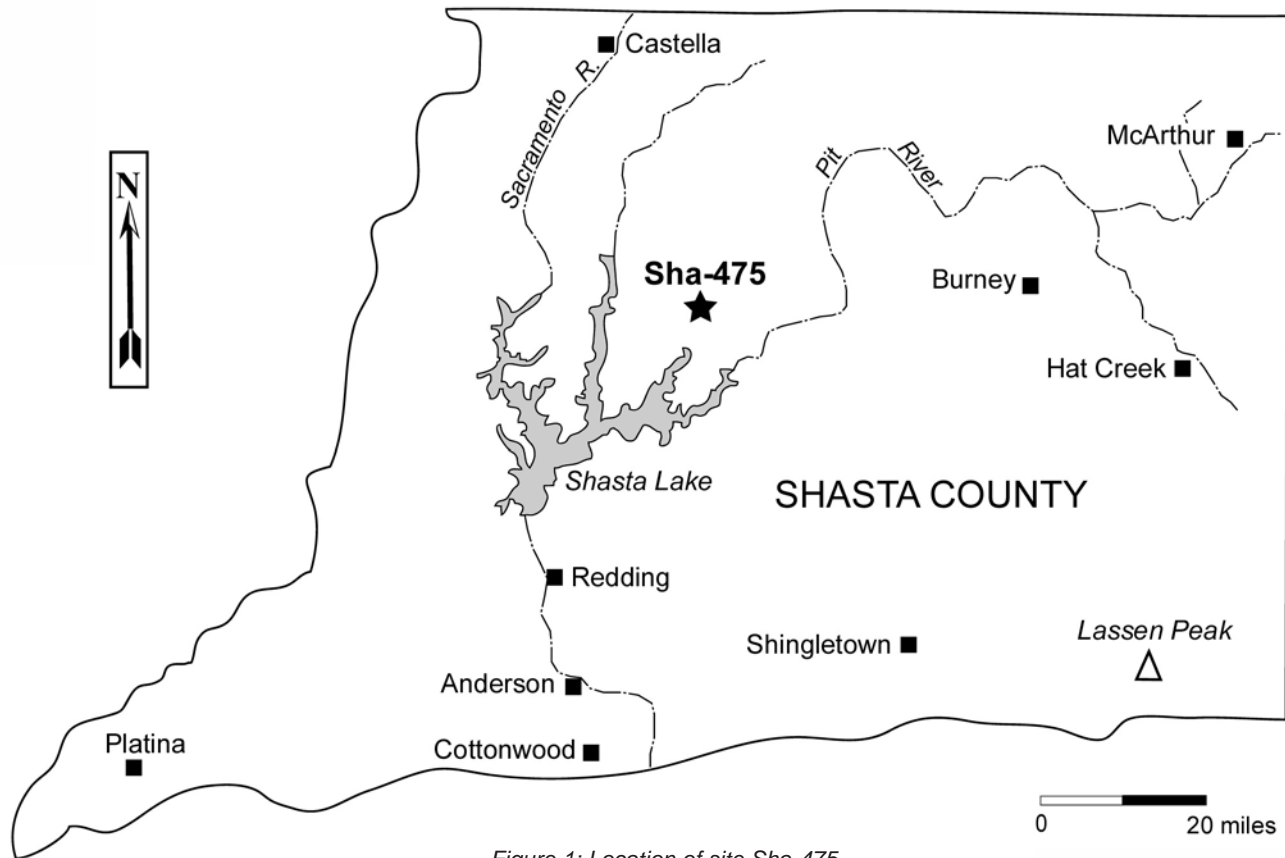 Castella
Sacramento R.
McArthur
Pit River
N
Sha-475
Burney
Hat Creek
Shasta Lake
SHASTA COUNTY
Redding
Lassen Peak
Shingletown
Anderson
Platina
Cottonwood
0 20 miles
Figure 1: Location of site Sha-475